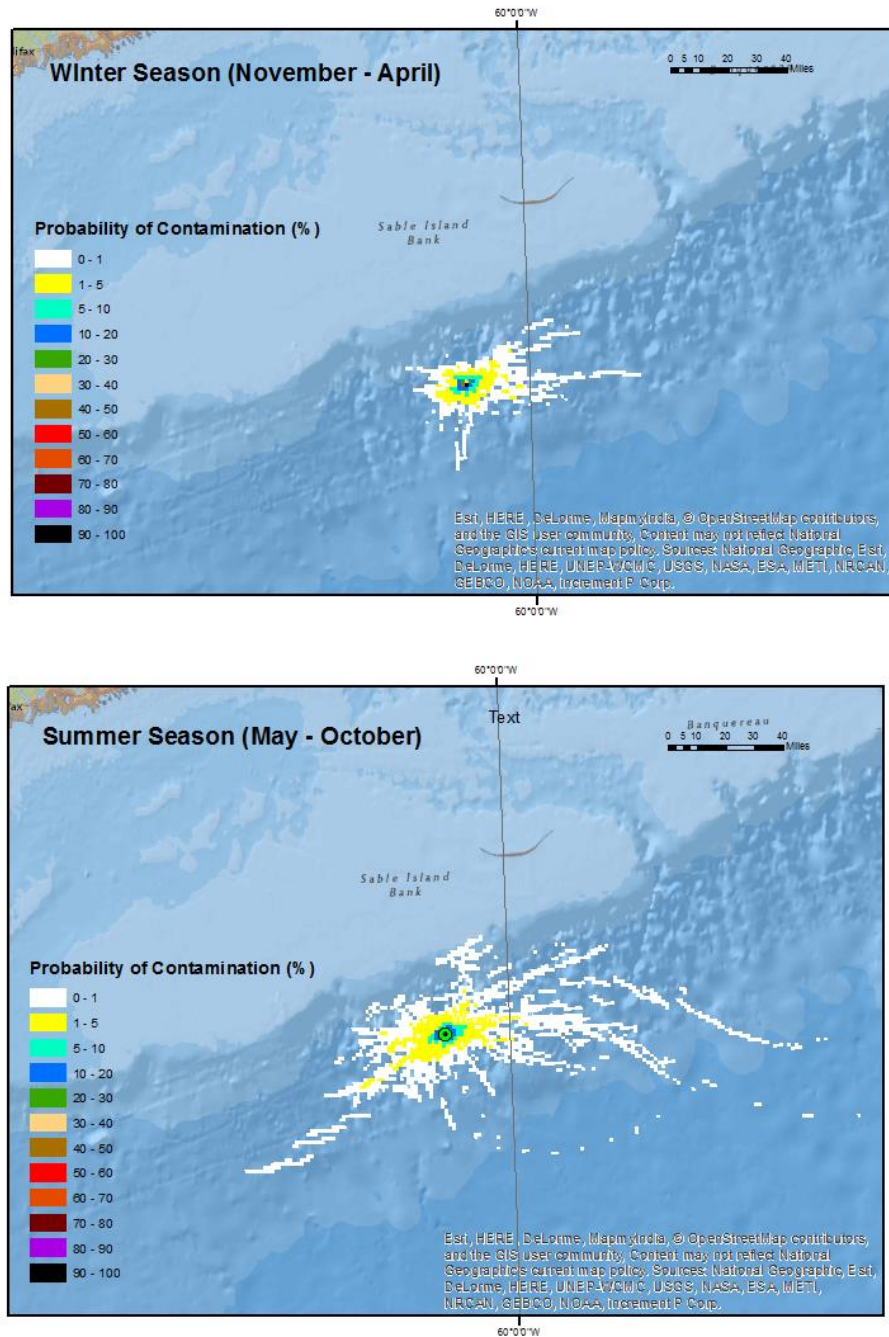 60°0'0"W
lifax
Winter Season (November - April)
0 5 10 20 30 40
Miles
Sable Island
Bank
Probability of Contamination (%)
0 - 1
1 - 5
5 - 10
10 - 20
20 - 30
30 - 40
40 - 50
50 - 60
60 - 70
70 - 80
80 - 90
90 - 100
Esri, HERE, DeLorme, MapmyIndia, © OpenStreetMap contributors,
and the GIS user community, Content may not reflect National
Geographic's current map policy. Sources: National Geographic, Esri,
DeLorme, HERE, UNEP-WCMC, USGS, NASA, ESA, METI, NRCAN,
GEBCO, NOAA, increment P Corp.
60°0'0"W
60°0'0"W
ax
Text
Banquereau
Summer Season (May - October)
0 5 10 20 30 40
Miles
Sable Island
Bank
Probability of Contamination (%)
0 - 1
1 - 5
5 - 10
10 - 20
20 - 30
30 - 40
40 - 50
50 - 60
60 - 70
70 - 80
80 - 90
90 - 100
Esri, HERE, DeLorme, MapmyIndia, © OpenStreetMap contributors,
and the GIS user community, Content may not reflect National
Geographic's current map policy. Sources: National Geographic, Esri,
DeLorme, HERE, UNEP-WCMC, USGS, NASA, ESA, METI,
NRCAN, GEBCO, NOAA, increment P Corp.
60°0'0"W